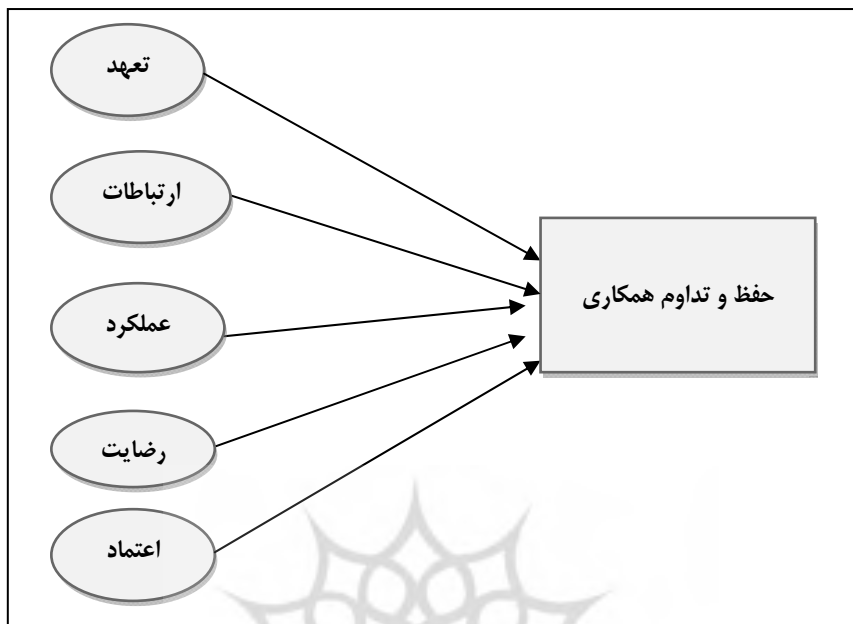 تعهد
ارتباطات
عملکرد
رضایت
اعتماد
حفظ و تداوم همکاری